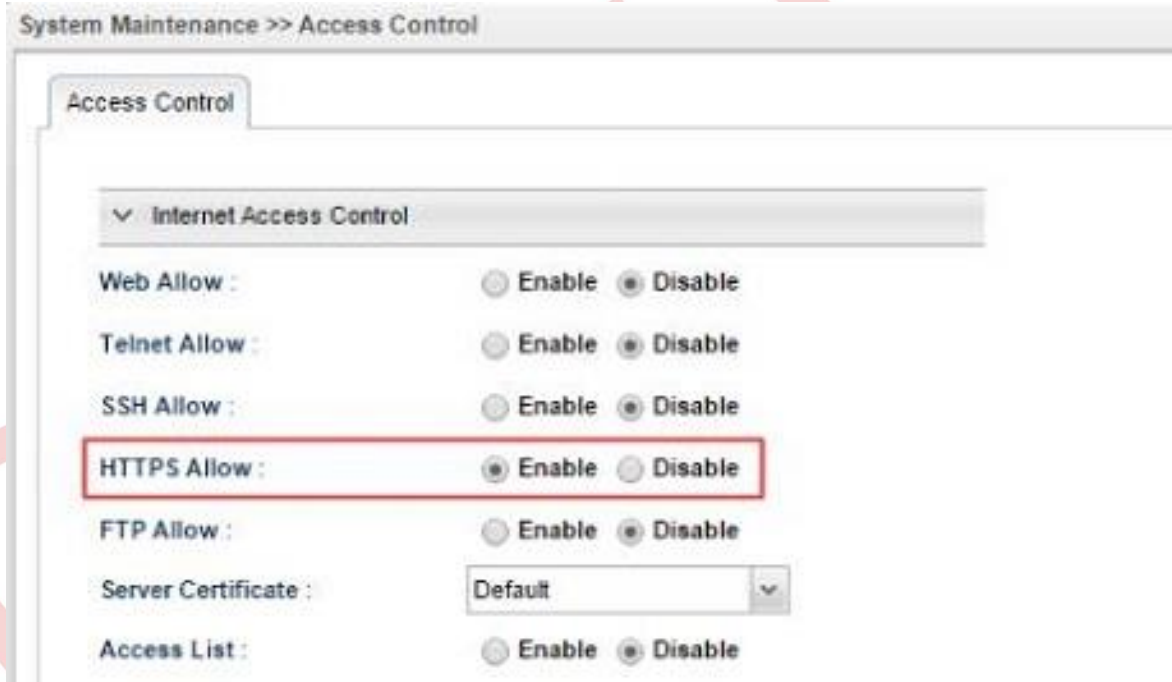 System Maintenance >> Access Control
Access Control
Internet Access Control
Web Allow : Enable Disable
Telnet Allow : Enable Disable
SSH Allow : Enable Disable
HTTPS Allow : Enable Disable
FTP Allow : Enable Disable
Server Certificate : Default
Access List : Enable Disable